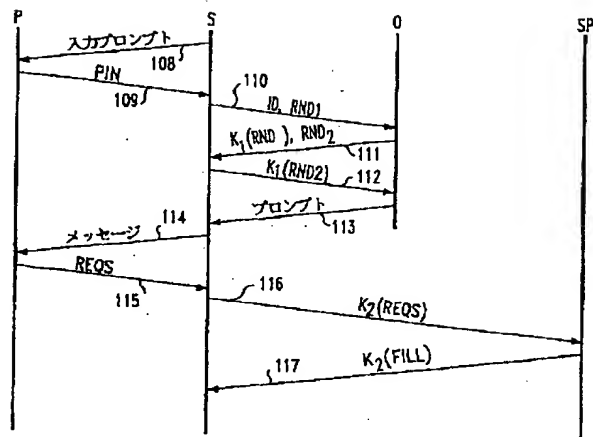 P S O SP
入力プロンプト
108
PIN
109
110
ID, RND1
K₁(RND ), RND₂
111
K₁(RND2)
112
プロンプト
113
114
メッセージ
REQS
115
116
K₂(REQS)
117
K₂(FILL)